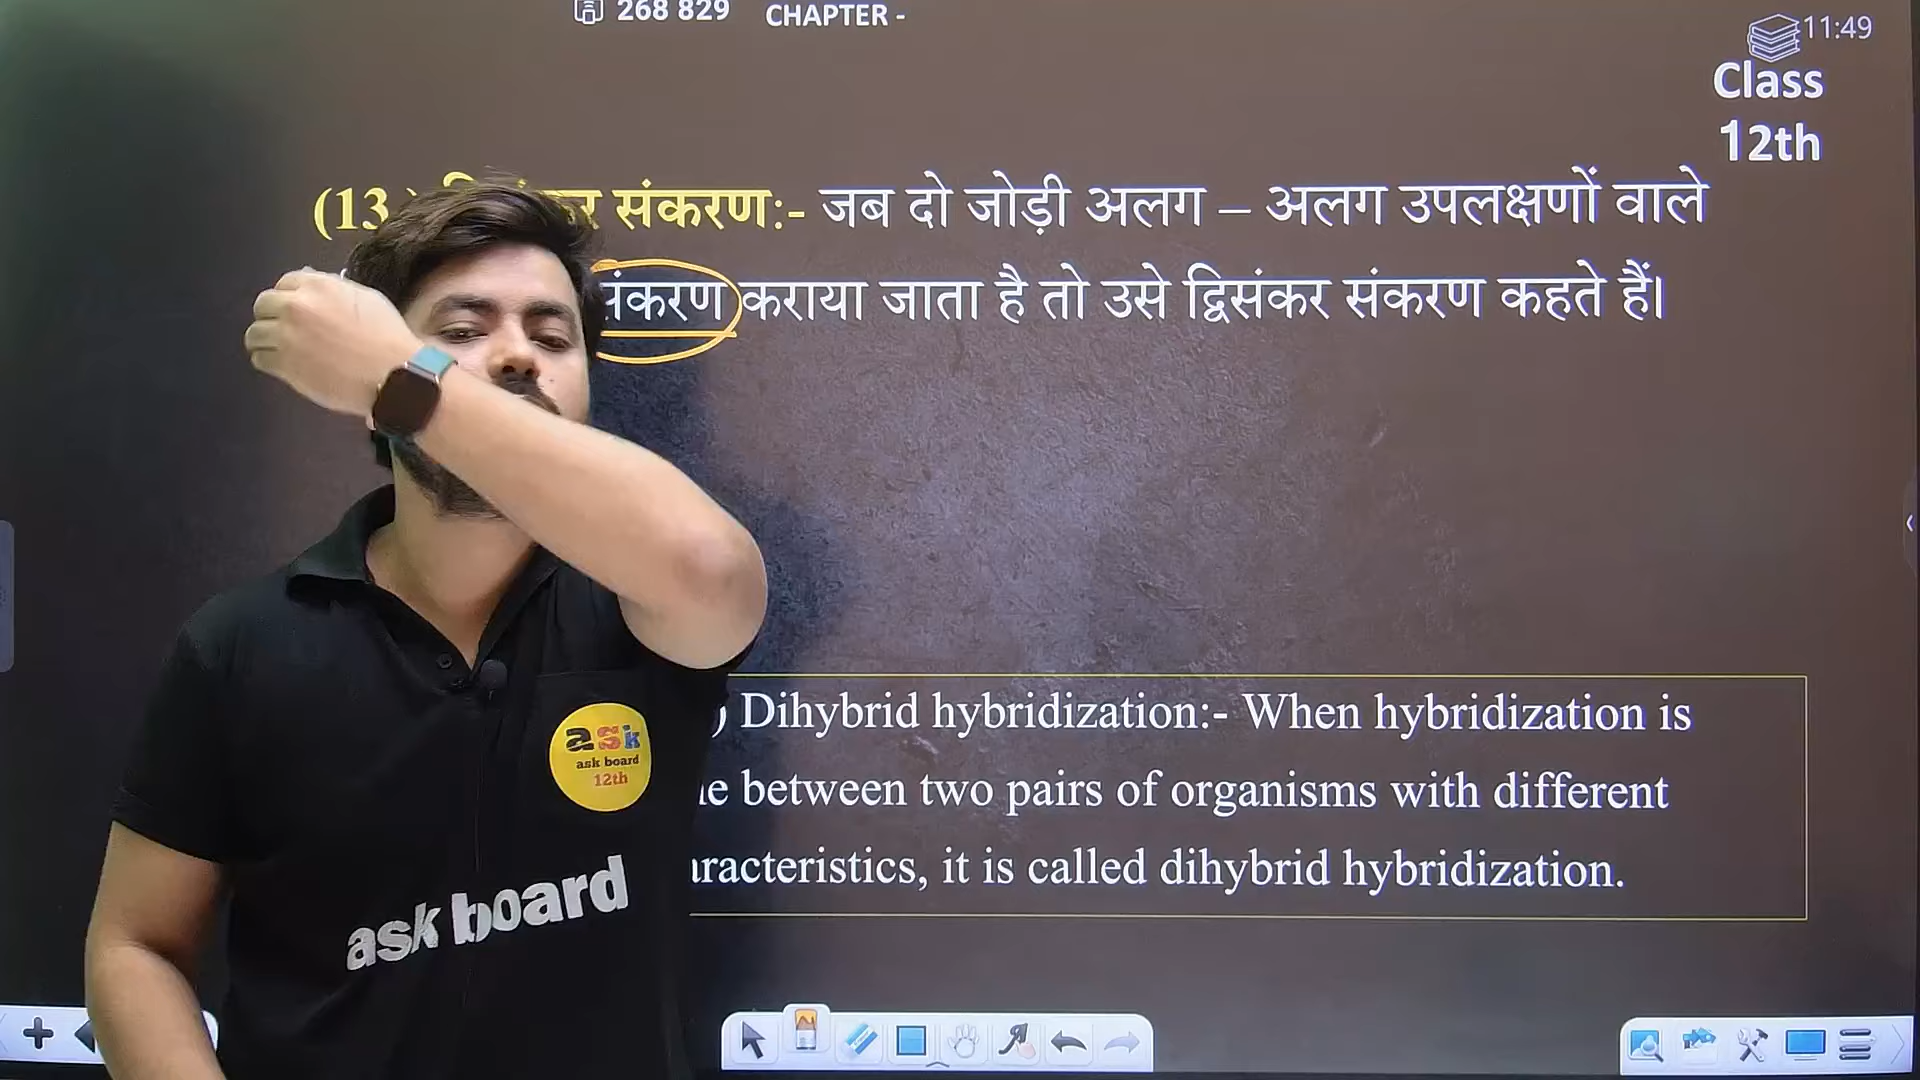 268 829 CHAPTER -
11:49
Class
12th
(13 संकरण:- जब दो जोड़ी अलग – अलग उपलक्षणों वाले
संकरण कराया जाता है तो उसे द्विसंकर संकरण कहते हैं।
) Dihybrid hybridization:- When hybridization is
between two pairs of organisms with different
it is called dihybrid hybridization.
ask
ask board
12th
ask board